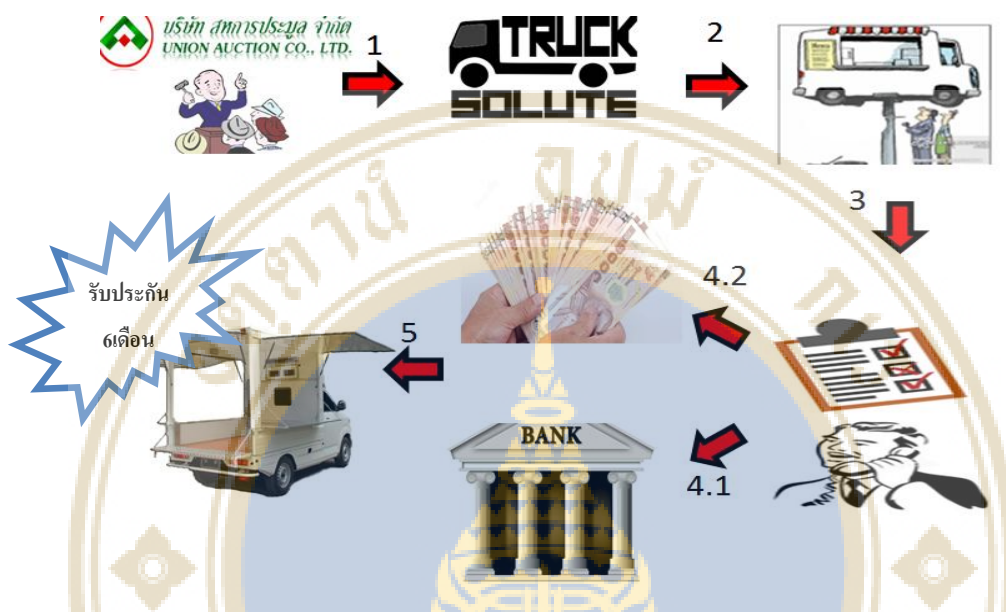 บริษัท สหการประมูล จำกัด
UNION AUCTION CO., LTD.
1
TRUCK
SOLUTE
2
3
รับประกัน
6เดือน
4.2
5
BANK
4.1